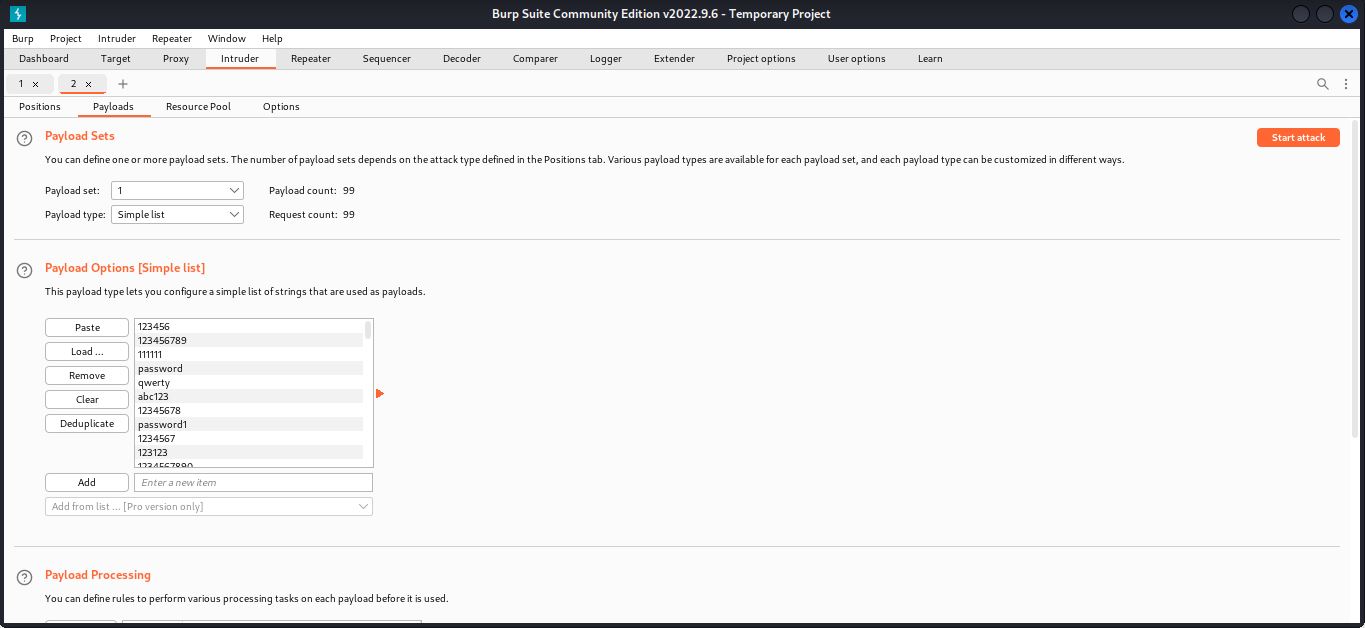 Burp Suite Community Edition v2022.9.6 - Temporary Project
Burp Project Intruder Repeater Window Help
Dashboard Target Proxy Intruder Repeater Sequencer Decoder Comparer Logger Extender Project options User options Learn
1 × 2 × +
Positions Payloads Resource Pool Options
? Payload Sets Start attack
You can define one or more payload sets. The number of payload sets depends on the attack type defined in the Positions tab. Various payload types are available for each payload set, and each payload type can be customized in different ways.
Payload set: 1 Payload count: 99
Payload type: Simple list Request count: 99
? Payload Options [Simple list]
This payload type lets you configure a simple list of strings that are used as payloads.
Paste 123456
123456789
Load ... 111111
password
Remove qwerty
abc123
Clear 12345678
Deduplicate password1
1234567
123123
1234567890
Add Enter a new item
Add from list ... [Pro version only]
? Payload Processing
You can define rules to perform various processing tasks on each payload before it is used.